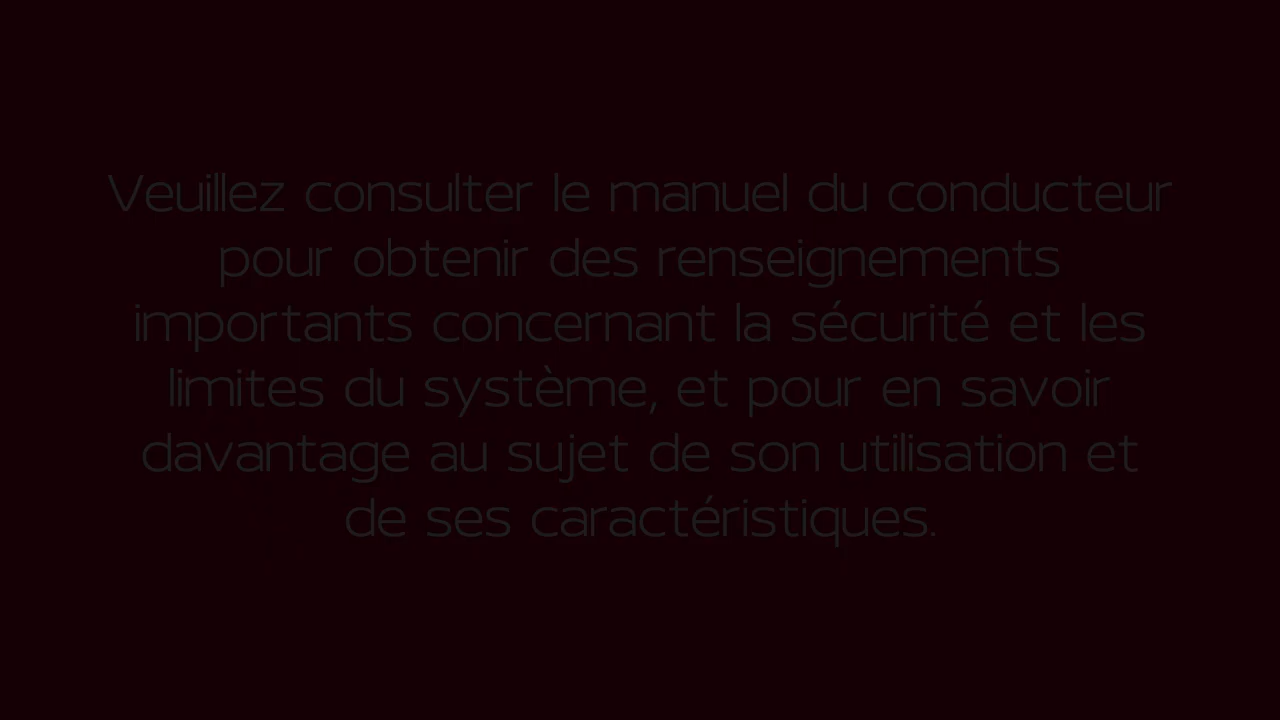 Veuillez consulter le manuel du conducteur
pour obtenir des renseignements
importants concernant la sécurité et les
limites du système, et pour en savoir
davantage au sujet de son utilisation et
de ses caractéristiques.